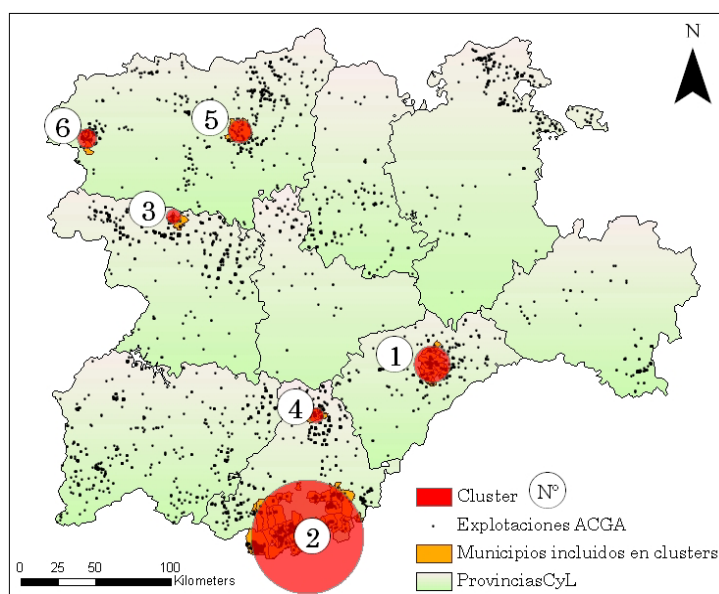 N
6
5
3
1
4
2
Cluster Nº
Explotaciones ACGA
Municipios incluidos en clusters
ProvinciasCyL
0 25 50 100
Kilometers